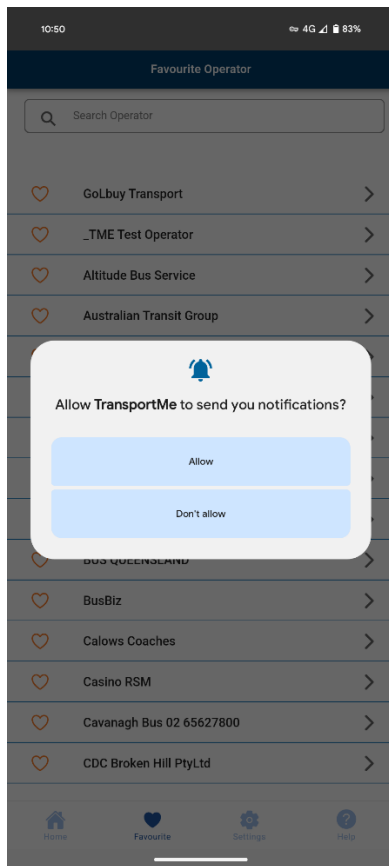 10:50
4G 83%
Favourite Operator
Search Operator
GoLbuy Transport
_TME Test Operator
Altitude Bus Service
Australian Transit Group
Allow TransportMe to send you notifications?
Allow
Don't allow
BUS QUEENSLAND
BusBiz
Calows Coaches
Casino RSM
Cavanagh Bus 02 65627800
CDC Broken Hill PtyLtd
Home Favourite Settings Help